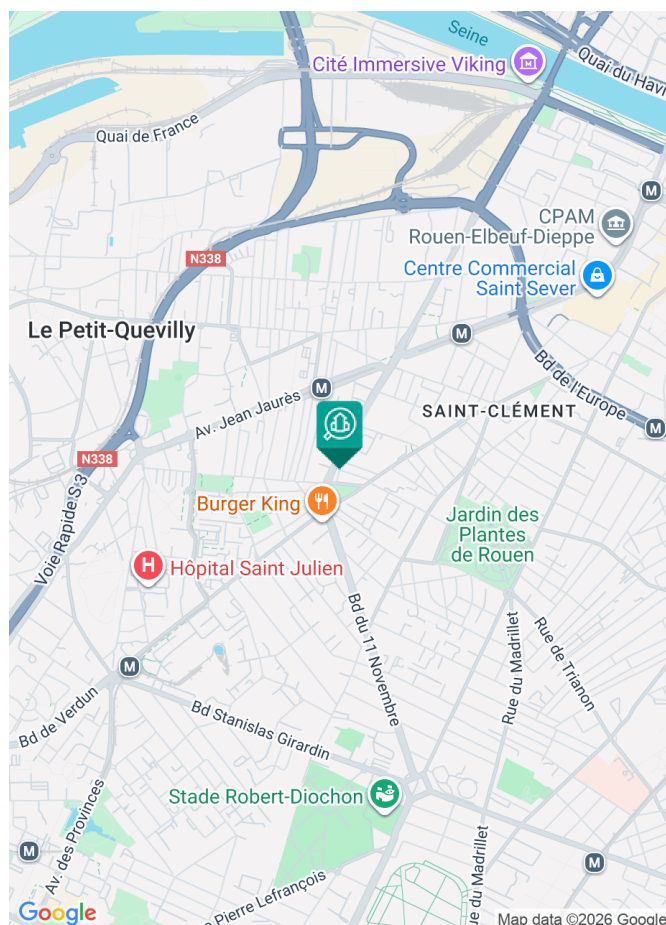 Seine
Cité Immersive Viking
Quai du Havr
Quai de France
CPAM
Rouen-Elbeuf-Dieppe
N338
Centre Commercial
Saint Sever
Le Petit-Quevilly
M
M
M
Bd de l'Europe
Av. Jean Jaurès
SAINT-CLÉMENT
M
N338
Voie Rapide S.3
Burger King
Jardin des
Plantes
de Rouen
H
Hôpital Saint Julien
Bd du 11 Novembre
Rue du Madrillet
Rue de Trianon
M
Bd de Verdun
Bd Stanislas Girardin
Stade Robert-Diochon
Av. des Provinces
M
M
ue du Madrillet
e Pierre Lefrançois
Google
Map data ©2026 Google